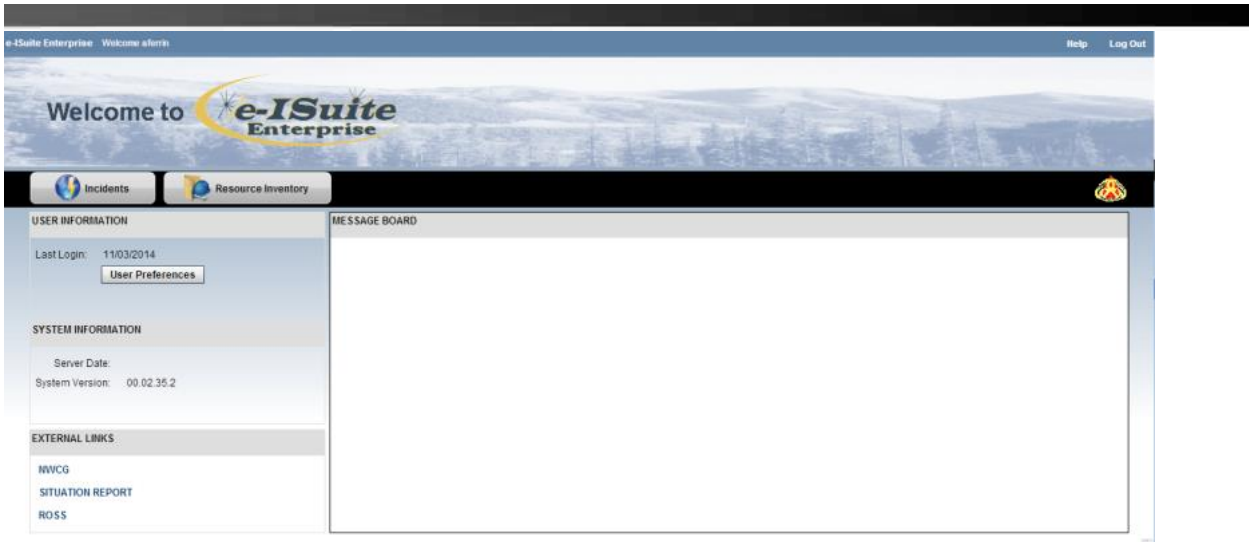 e-ISuite Enterprise Welcome aferrin Help Log Out
Welcome to e-ISuite
Enterprise
Incidents Resource Inventory
USER INFORMATION
Last Login: 11/03/2014
User Preferences
SYSTEM INFORMATION
Server Date:
System Version: 00.02.35.2
EXTERNAL LINKS
NWCG
SITUATION REPORT
ROSS
MESSAGE BOARD